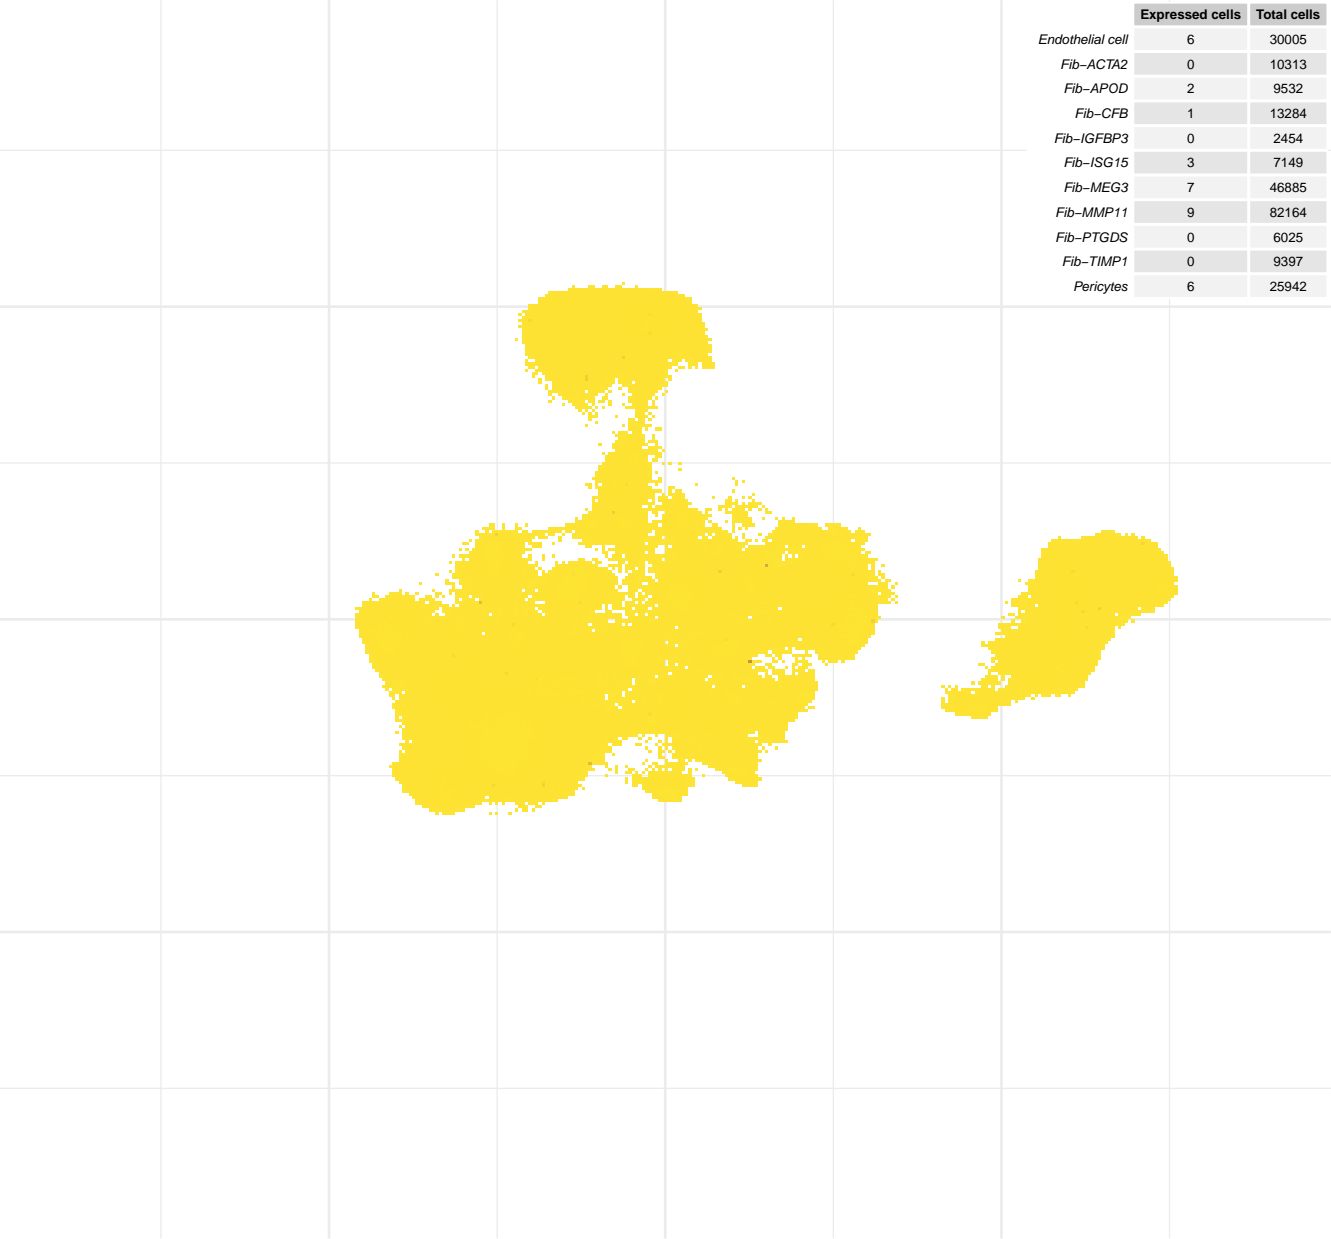 Expressed cells Total cells
Endothelial cell 6 30005
Fib−ACTA2 0 10313
Fib−APOD 2 9532
Fib−CFB 1 13284
Fib−IGFBP3 0 2454
Fib−ISG15 3 7149
Fib−MEG3 7 46885
Fib−MMP11 9 82164
Fib−PTGDS 0 6025
Fib−TIMP1 0 9397
Pericytes 6 25942